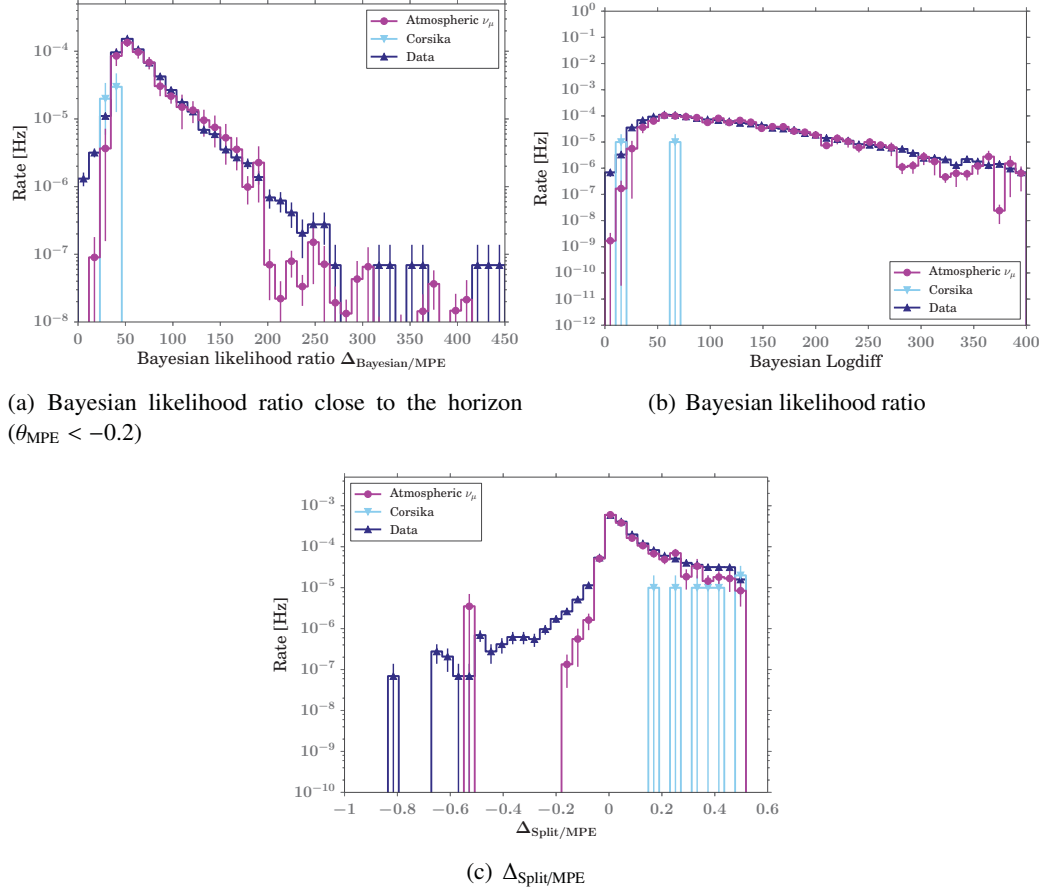 Atmospheric νμ
Corsika
Data
10⁻⁴
10⁻⁵
10⁻⁶
10⁻⁷
10⁻⁸
Rate [Hz]
0 50 100 150 200 250 300 350 400 450
Bayesian likelihood ratio Δ_Bayesian/MPE
10⁰
10⁻¹
10⁻²
10⁻³
10⁻⁴
10⁻⁵
10⁻⁶
10⁻⁷
10⁻⁸
10⁻⁹
10⁻¹⁰
10⁻¹¹
10⁻¹²
Rate [Hz]
Atmospheric νμ
Corsika
Data
0 50 100 150 200 250 300 350 400
Bayesian Logdiff
(a) Bayesian likelihood ratio close to the horizon
(θ_MPE < −0.2)
(b) Bayesian likelihood ratio
Atmospheric νμ
Corsika
Data
10⁻³
10⁻⁴
10⁻⁵
10⁻⁶
10⁻⁷
10⁻⁸
10⁻⁹
10⁻¹⁰
Rate [Hz]
−1 −0.8 −0.6 −0.4 −0.2 0 0.2 0.4 0.6
Δ_Split/MPE
(c) Δ_Split/MPE